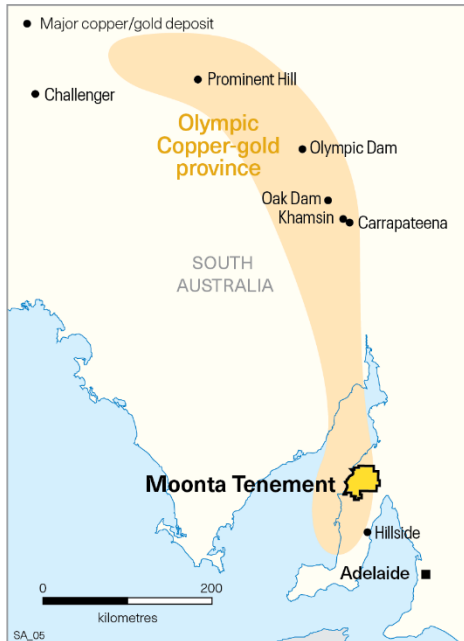 Major copper/gold deposit
Prominent Hill
Challenger
Olympic
Copper-gold
province
Olympic Dam
Oak Dam
Khamsin
Carrapateena
SOUTH
AUSTRALIA
Moonta Tenement
Hillside
Adelaide
0 200
kilometres
SA_05